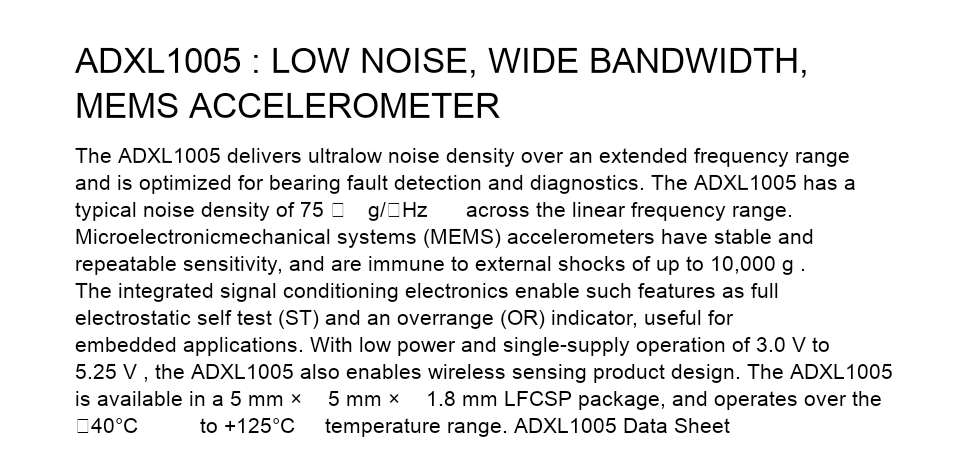 ADXL1005 : LOW NOISE, WIDE BANDWIDTH,
MEMS ACCELEROMETER
The ADXL1005 delivers ultralow noise density over an extended frequency range
and is optimized for bearing fault detection and diagnostics. The ADXL1005 has a
typical noise density of 75 □ g/□Hz across the linear frequency range.
Microelectronicmechanical systems (MEMS) accelerometers have stable and
repeatable sensitivity, and are immune to external shocks of up to 10,000 g .
The integrated signal conditioning electronics enable such features as full
electrostatic self test (ST) and an overrange (OR) indicator, useful for
embedded applications. With low power and single-supply operation of 3.0 V to
5.25 V , the ADXL1005 also enables wireless sensing product design. The ADXL1005
is available in a 5 mm × 5 mm × 1.8 mm LFCSP package, and operates over the
□40°C to +125°C temperature range. ADXL1005 Data Sheet